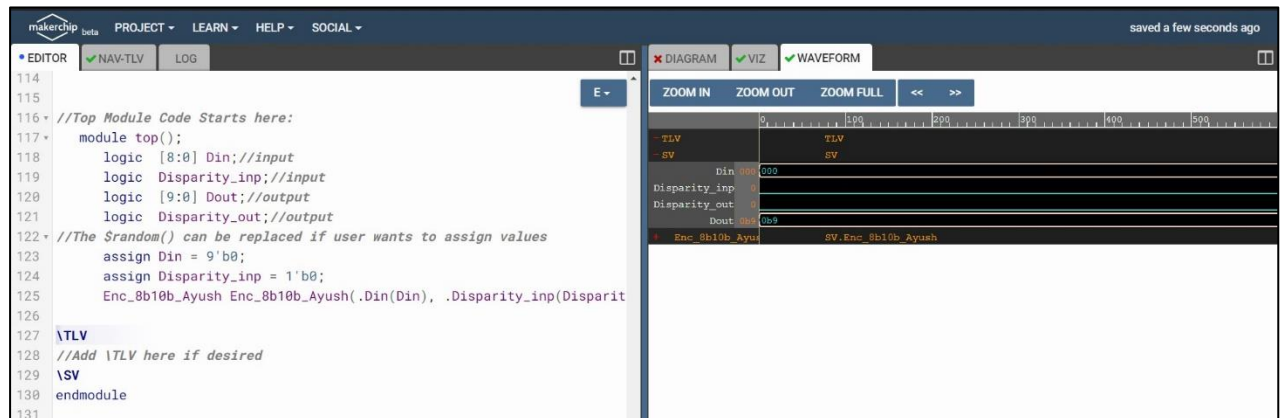 makerchip beta PROJECT LEARN HELP SOCIAL saved a few seconds ago
EDITOR NAV-TLV LOG
114
115
E
116 //Top Module Code Starts here:
117 module top();
118 logic [8:0] Din;//input
119 logic Disparity_inp;//input
120 logic [9:0] Dout;//output
121 logic Disparity_out;//output
122 //The $random() can be replaced if user wants to assign values
123 assign Din = 9'b0;
124 assign Disparity_inp = 1'b0;
125 Enc_8b10b_Ayush Enc_8b10b_Ayush(.Din(Din), .Disparity_inp(Disparit
126
127 \TLV
128 //Add \TLV here if desired
129 \SV
130 endmodule
131
DIAGRAM VIZ WAVEFORM
ZOOM IN ZOOM OUT ZOOM FULL << >>
0 100 200 300 400 500
TLV TLV
SV SV
Din 000 000
Disparity_inp 0
Disparity_out 0
Dout 0b9 0b9
Enc_8b10b_Ayus SV.Enc_8b10b_Ayush